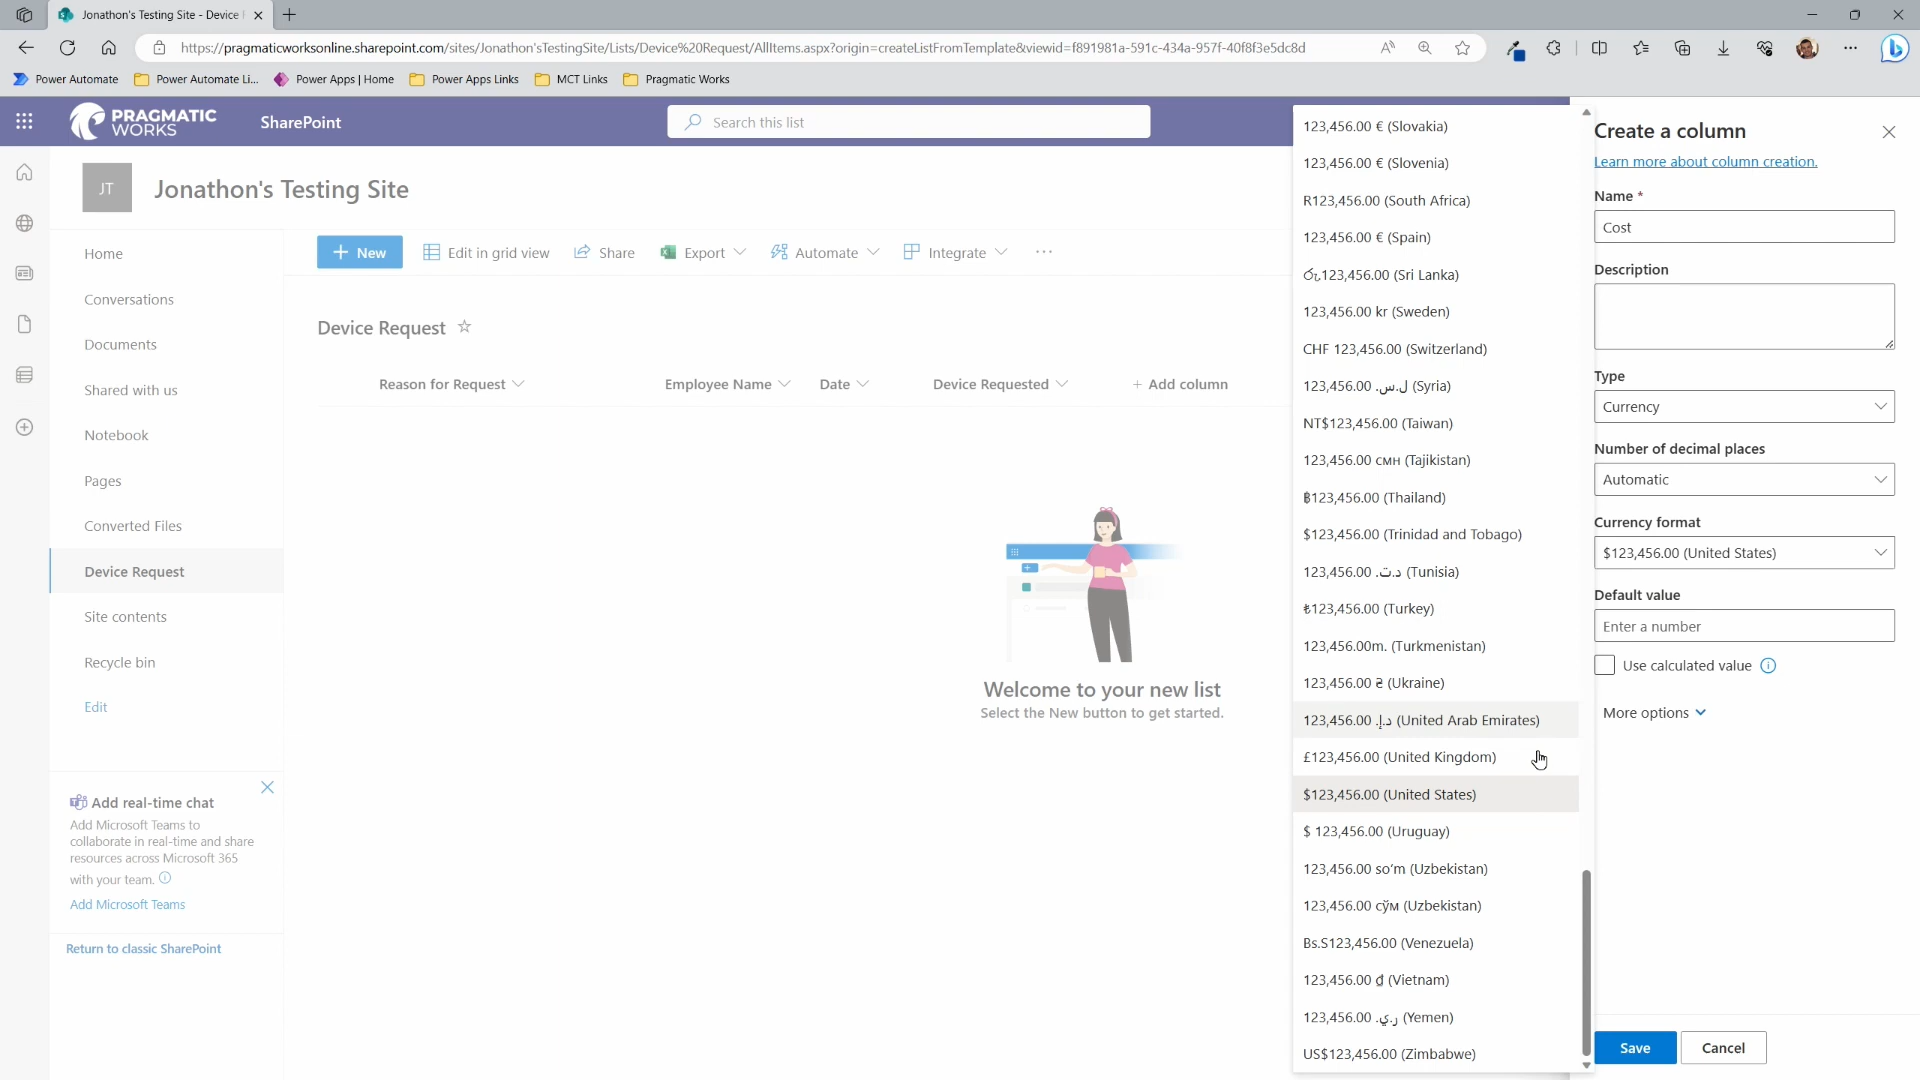 Jonathon's Testing Site - Device
https://pragmaticworksonline.sharepoint.com/sites/Jonathon'sTestingSite/Lists/Device%20Request/AllItems.aspx?origin=createListFromTemplate&viewid=f891981a-591c-434a-957f-40f8f3e5dc8d
Power Automate
Power Automate Li...
Power Apps | Home
Power Apps Links
MCT Links
Pragmatic Works
PRAGMATIC
WORKS
SharePoint
Search this list
JT
Jonathon's Testing Site
Home
Conversations
Documents
Shared with us
Notebook
Pages
Converted Files
Device Request
Site contents
Recycle bin
Edit
Add real-time chat
Add Microsoft Teams to
collaborate in real-time and share
resources across Microsoft 365
with your team.
Add Microsoft Teams
Return to classic SharePoint
New
Edit in grid view
Share
Export
Automate
Integrate
Device Request
Reason for Request
Employee Name
Date
Device Requested
+ Add column
Welcome to your new list
Select the New button to get started.
123,456.00 € (Slovakia)
123,456.00 € (Slovenia)
R123,456.00 (South Africa)
123,456.00 € (Spain)
රු.123,456.00 (Sri Lanka)
123,456.00 kr (Sweden)
CHF 123,456.00 (Switzerland)
123,456.00 ل.س.‏ (Syria)
NT$123,456.00 (Taiwan)
123,456.00 смн (Tajikistan)
฿123,456.00 (Thailand)
$123,456.00 (Trinidad and Tobago)
123,456.00 د.ت.‏ (Tunisia)
₺123,456.00 (Turkey)
123,456.00m. (Turkmenistan)
123,456.00 ₴ (Ukraine)
123,456.00 د.إ.‏ (United Arab Emirates)
£123,456.00 (United Kingdom)
$123,456.00 (United States)
$ 123,456.00 (Uruguay)
123,456.00 soʻm (Uzbekistan)
123,456.00 сўм (Uzbekistan)
Bs.S123,456.00 (Venezuela)
123,456.00 ₫ (Vietnam)
123,456.00 ر.ي.‏ (Yemen)
US$123,456.00 (Zimbabwe)
Create a column
Learn more about column creation.
Name *
Cost
Description
Type
Currency
Number of decimal places
Automatic
Currency format
$123,456.00 (United States)
Default value
Enter a number
Use calculated value
More options
Save
Cancel